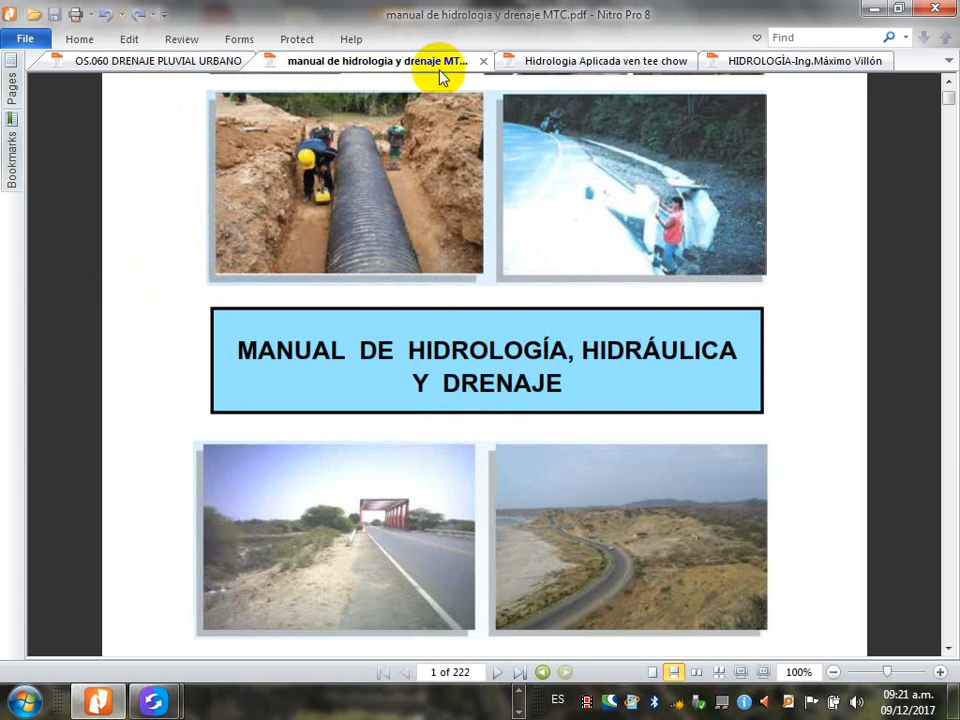 manual de hidrologia y drenaje MTC.pdf - Nitro Pro 8
File Home Edit Review Forms Protect Help Find
OS.060 DRENAJE PLUVIAL URBANO manual de hidrologia y drenaje MT... Hidrologia Aplicada ven tee chow HIDROLOGÌA-Ing.Máximo Villón
Pages
Bookmarks
MANUAL DE HIDROLOGÍA, HIDRÁULICA
Y DRENAJE
1 of 222 100%
ES 09:21 a.m.
09/12/2017